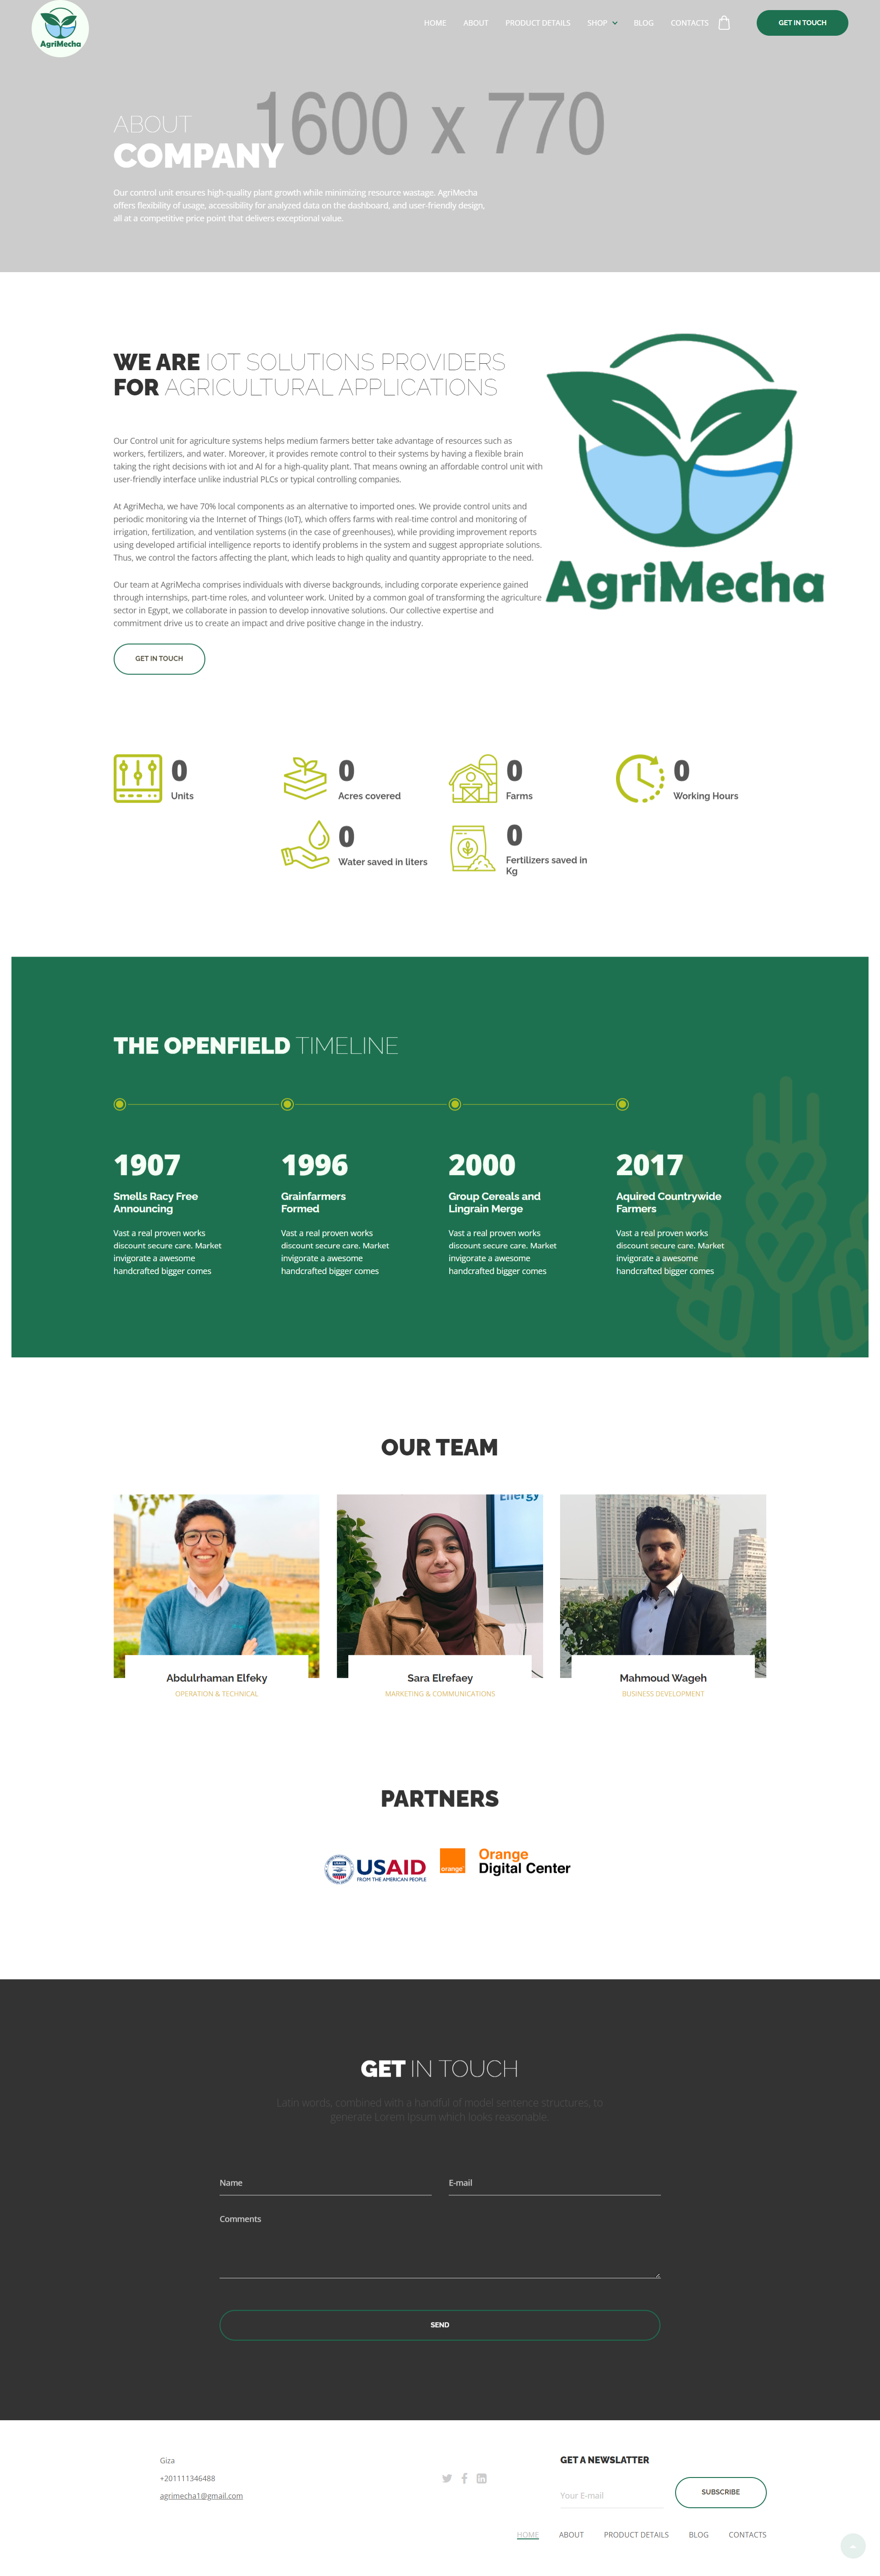 AgriMecha
HOME ABOUT PRODUCT DETAILS SHOP BLOG CONTACTS
GET IN TOUCH
1600 x 770
ABOUT
COMPANY
Our control unit ensures high-quality plant growth while minimizing resource wastage. AgriMecha
offers flexibility of usage, accessibility for analyzed data on the dashboard, and user-friendly design,
all at a competitive price point that delivers exceptional value.
WE ARE IOT SOLUTIONS PROVIDERS
FOR AGRICULTURAL APPLICATIONS
Our Control unit for agriculture systems helps medium farmers better take advantage of resources such as
workers, fertilizers, and water. Moreover, it provides remote control to their systems by having a flexible brain
taking the right decisions with iot and AI for a high-quality plant. That means owning an affordable control unit with
user-friendly interface unlike industrial PLCs or typical controlling companies.
At AgriMecha, we have 70% local components as an alternative to imported ones. We provide control units and
periodic monitoring via the Internet of Things (IoT), which offers farms with real-time control and monitoring of
irrigation, fertilization, and ventilation systems (in the case of greenhouses), while providing improvement reports
using developed artificial intelligence reports to identify problems in the system and suggest appropriate solutions.
Thus, we control the factors affecting the plant, which leads to high quality and quantity appropriate to the need.
Our team at AgriMecha comprises individuals with diverse backgrounds, including corporate experience gained
through internships, part-time roles, and volunteer work. United by a common goal of transforming the agriculture
sector in Egypt, we collaborate in passion to develop innovative solutions. Our collective expertise and
commitment drive us to create an impact and drive positive change in the industry.
AgriMecha
GET IN TOUCH
0
Units
0
Acres covered
0
Farms
0
Working Hours
0
Water saved in liters
0
Fertilizers saved in
Kg
THE OPENFIELD TIMELINE
1907
Smells Racy Free
Announcing
Vast a real proven works
discount secure care. Market
invigorate a awesome
handcrafted bigger comes
1996
Grainfarmers
Formed
Vast a real proven works
discount secure care. Market
invigorate a awesome
handcrafted bigger comes
2000
Group Cereals and
Lingrain Merge
Vast a real proven works
discount secure care. Market
invigorate a awesome
handcrafted bigger comes
2017
Aquired Countrywide
Farmers
Vast a real proven works
discount secure care. Market
invigorate a awesome
handcrafted bigger comes
OUR TEAM
Energy
Abdulrhaman Elfeky
OPERATION & TECHNICAL
Sara Elrefaey
MARKETING & COMMUNICATIONS
Mahmoud Wageh
BUSINESS DEVELOPMENT
PARTNERS
USAID
FROM THE AMERICAN PEOPLE
orange
Orange
Digital Center
GET IN TOUCH
Latin words, combined with a handful of model sentence structures, to
generate Lorem Ipsum which looks reasonable.
Name
E-mail
Comments
SEND
Giza
+201111346488
agrimecha1@gmail.com
GET A NEWSLATTER
Your E-mail
SUBSCRIBE
HOME ABOUT PRODUCT DETAILS BLOG CONTACTS